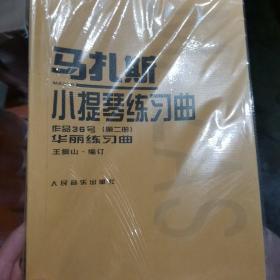 马扎斯
小提琴练习曲
作品36号（第二册）
华丽练习曲
王振山·编订
人民音乐出版社